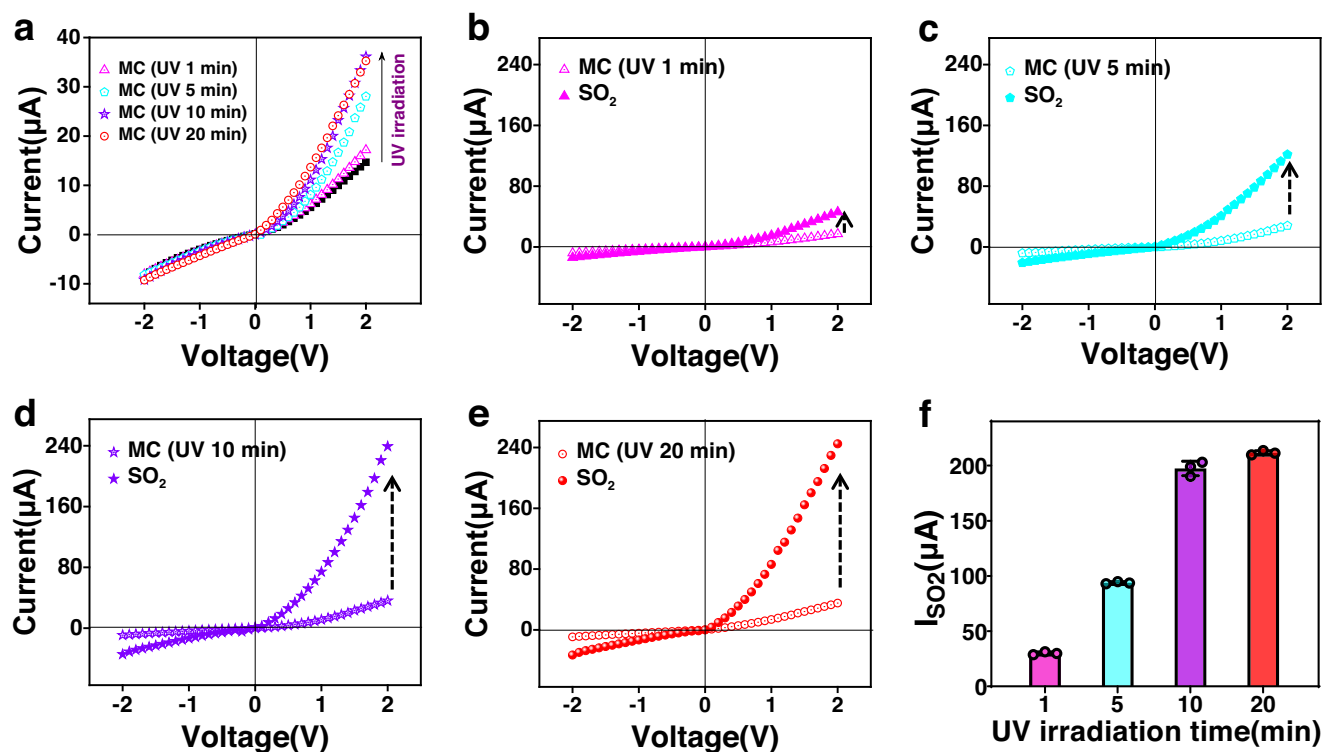 a
40
30
20
10
0
-10
Current(μA)
MC (UV 1 min)
MC (UV 5 min)
MC (UV 10 min)
MC (UV 20 min)
UV irradiation
-2 -1 0 1 2
Voltage(V)
b
240
160
80
0
Current(μA)
MC (UV 1 min)
SO₂
-2 -1 0 1 2
Voltage(V)
c
240
160
80
0
Current(μA)
MC (UV 5 min)
SO₂
-2 -1 0 1 2
Voltage(V)
d
240
160
80
0
Current(μA)
MC (UV 10 min)
SO₂
-2 -1 0 1 2
Voltage(V)
e
240
160
80
0
Current(μA)
MC (UV 20 min)
SO₂
-2 -1 0 1 2
Voltage(V)
f
200
150
100
50
0
I_SO2(μA)
1 5 10 20
UV irradiation time(min)